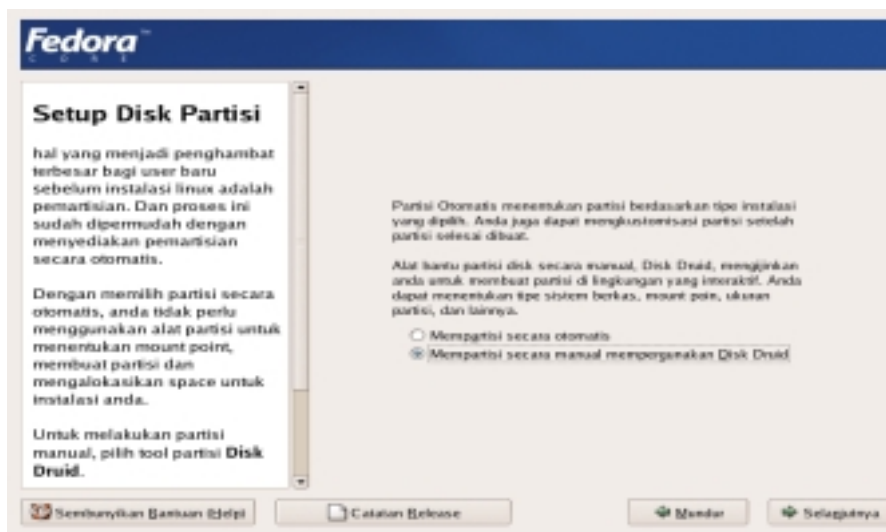 Fedora™
CORE
Setup Disk Partisi
hal yang menjadi penghambat
terbesar bagi user baru
sebelum instalasi linux adalah
pemartisian. Dan proses ini
sudah dipermudah dengan
menyediakan pemartisian
secara otomatis.
Dengan memilih partisi secara
otomatis, anda tidak perlu
menggunakan alat partisi untuk
menentukan mount point,
membuat partisi dan
mengalokasikan space untuk
instalasi anda.
Untuk melakukan partisi
manual, pilih tool partisi Disk
Druid.
Partisi Otomatis menentukan partisi berdasarkan tipe instalasi
yang dipilih. Anda juga dapat mengkustomisasi partisi setelah
partisi selesai dibuat.
Alat bantu partisi disk secara manual, Disk Druid, mengijinkan
anda untuk membuat partisi di lingkungan yang interaktif. Anda
dapat menentukan tipe sistem berkas, mount poin, ukuran
partisi, dan lainnya.
Mempartisi secara otomatis
Mempartisi secara manual mempergunakan Disk Druid
Sembunyikan Bantuan (Help)
Catatan Release
Mundur
Selanjutnya